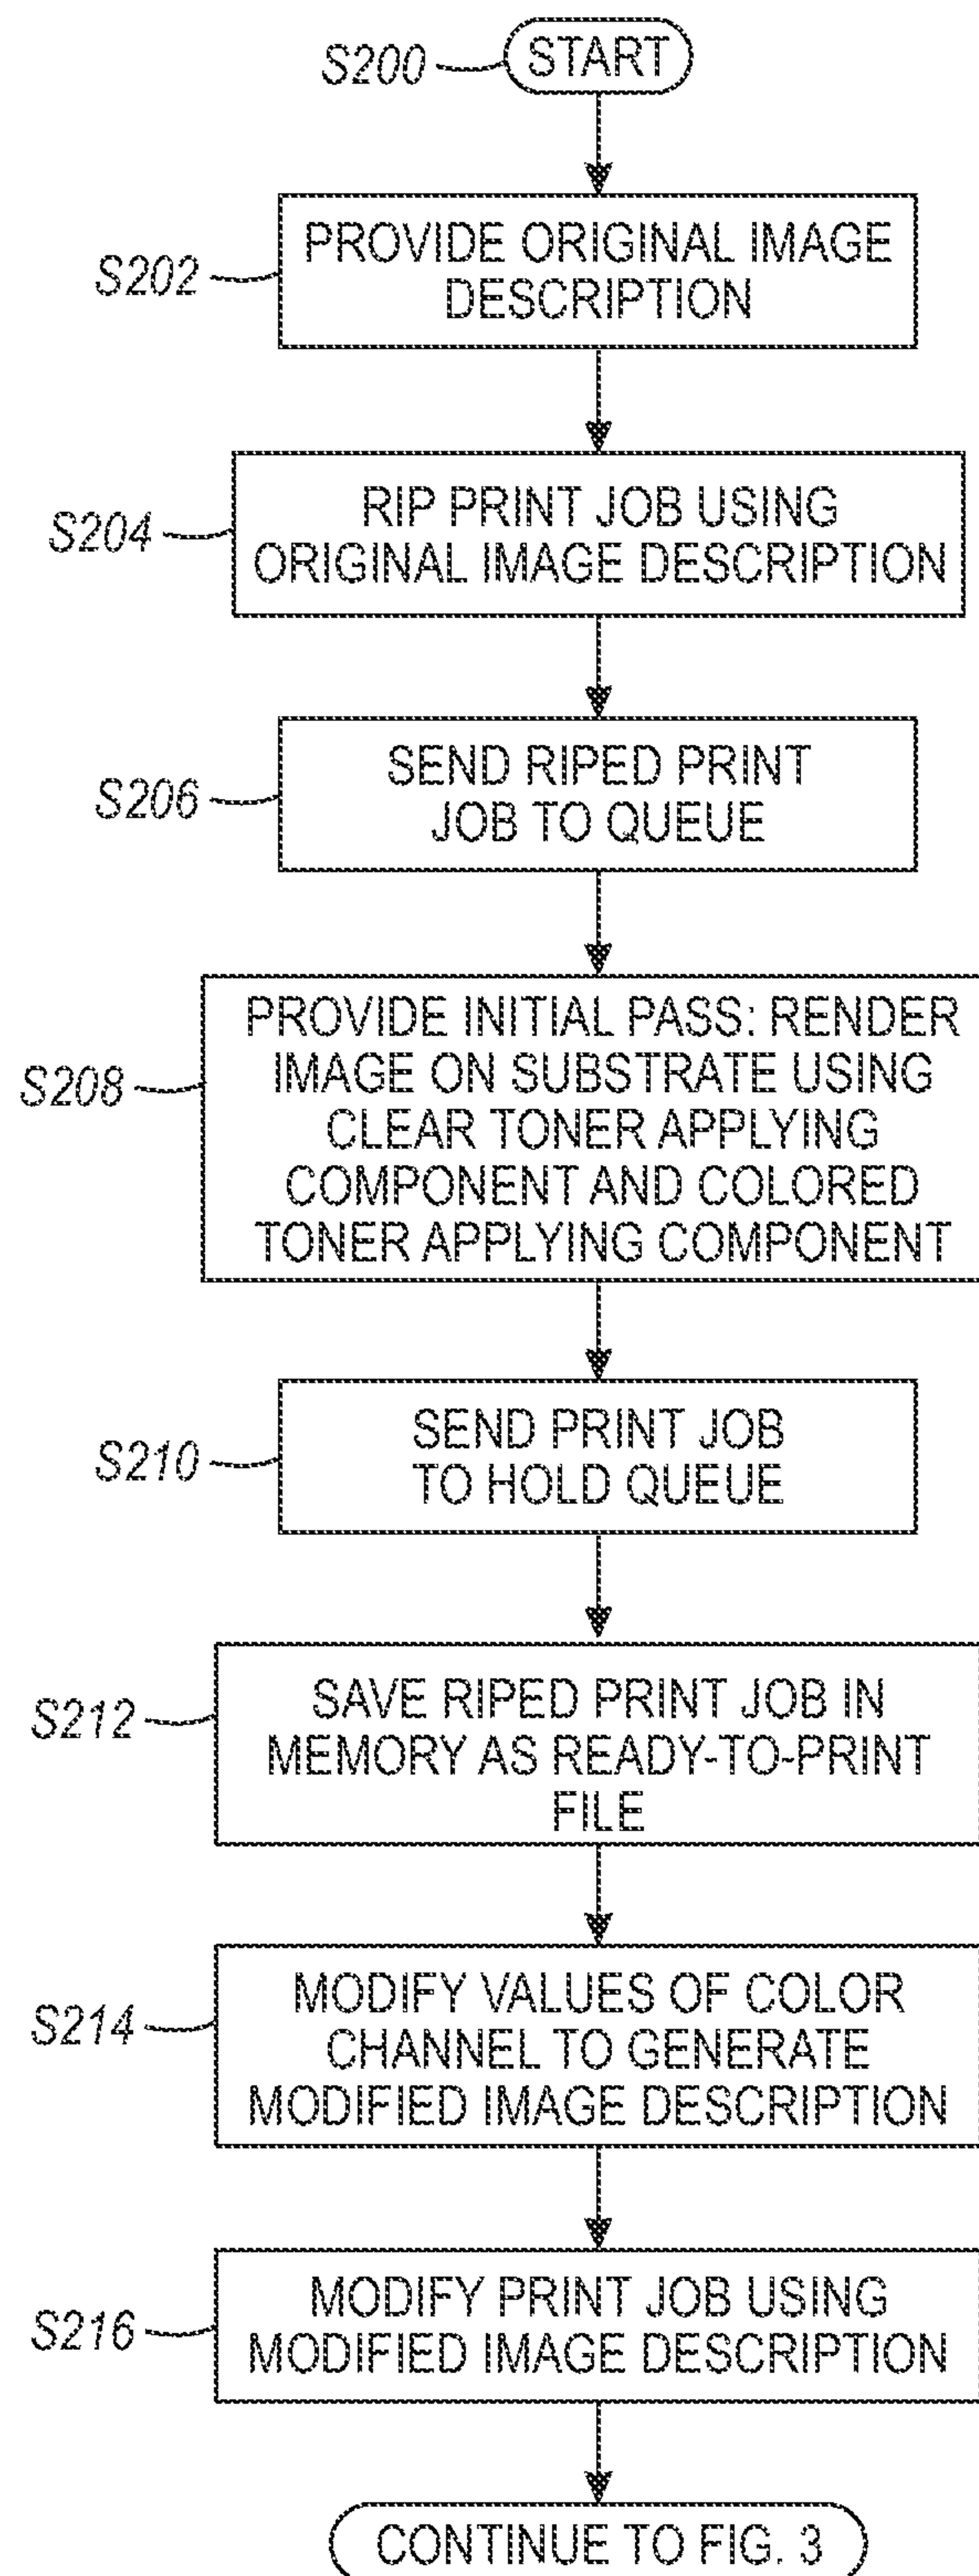 S200
START
S202
PROVIDE ORIGINAL IMAGE
DESCRIPTION
S204
RIP PRINT JOB USING
ORIGINAL IMAGE DESCRIPTION
S206
SEND RIPED PRINT
JOB TO QUEUE
S208
PROVIDE INITIAL PASS: RENDER
IMAGE ON SUBSTRATE USING
CLEAR TONER APPLYING
COMPONENT AND COLORED
TONER APPLYING COMPONENT
S210
SEND PRINT JOB
TO HOLD QUEUE
S212
SAVE RIPED PRINT JOB IN
MEMORY AS READY-TO-PRINT
FILE
S214
MODIFY VALUES OF COLOR
CHANNEL TO GENERATE
MODIFIED IMAGE DESCRIPTION
S216
MODIFY PRINT JOB USING
MODIFIED IMAGE DESCRIPTION
CONTINUE TO FIG. 3